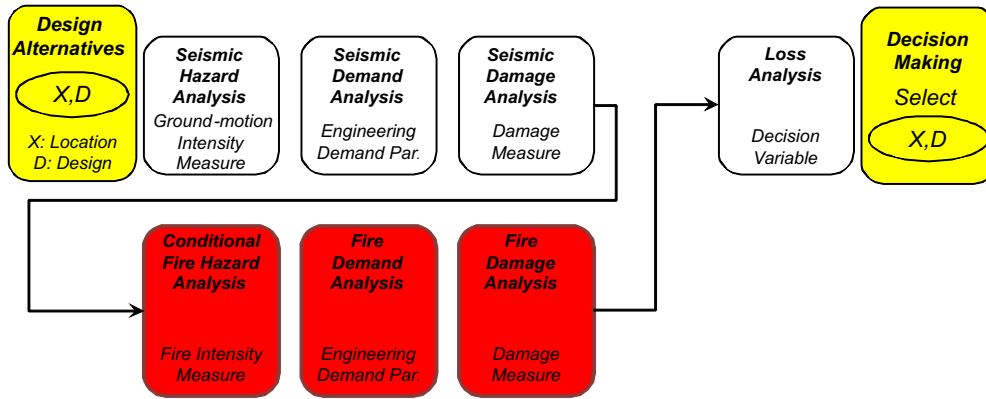 Design
Alternatives
X,D
X: Location
D: Design
Seismic
Hazard
Analysis
Ground-motion
Intensity
Measure
Seismic
Demand
Analysis
Engineering
Demand Par.
Seismic
Damage
Analysis
Damage
Measure
Loss
Analysis
Decision
Variable
Decision
Making
Select
X,D
Conditional
Fire Hazard
Analysis
Fire Intensity
Measure
Fire
Demand
Analysis
Engineering
Demand Par.
Fire
Damage
Analysis
Damage
Measure